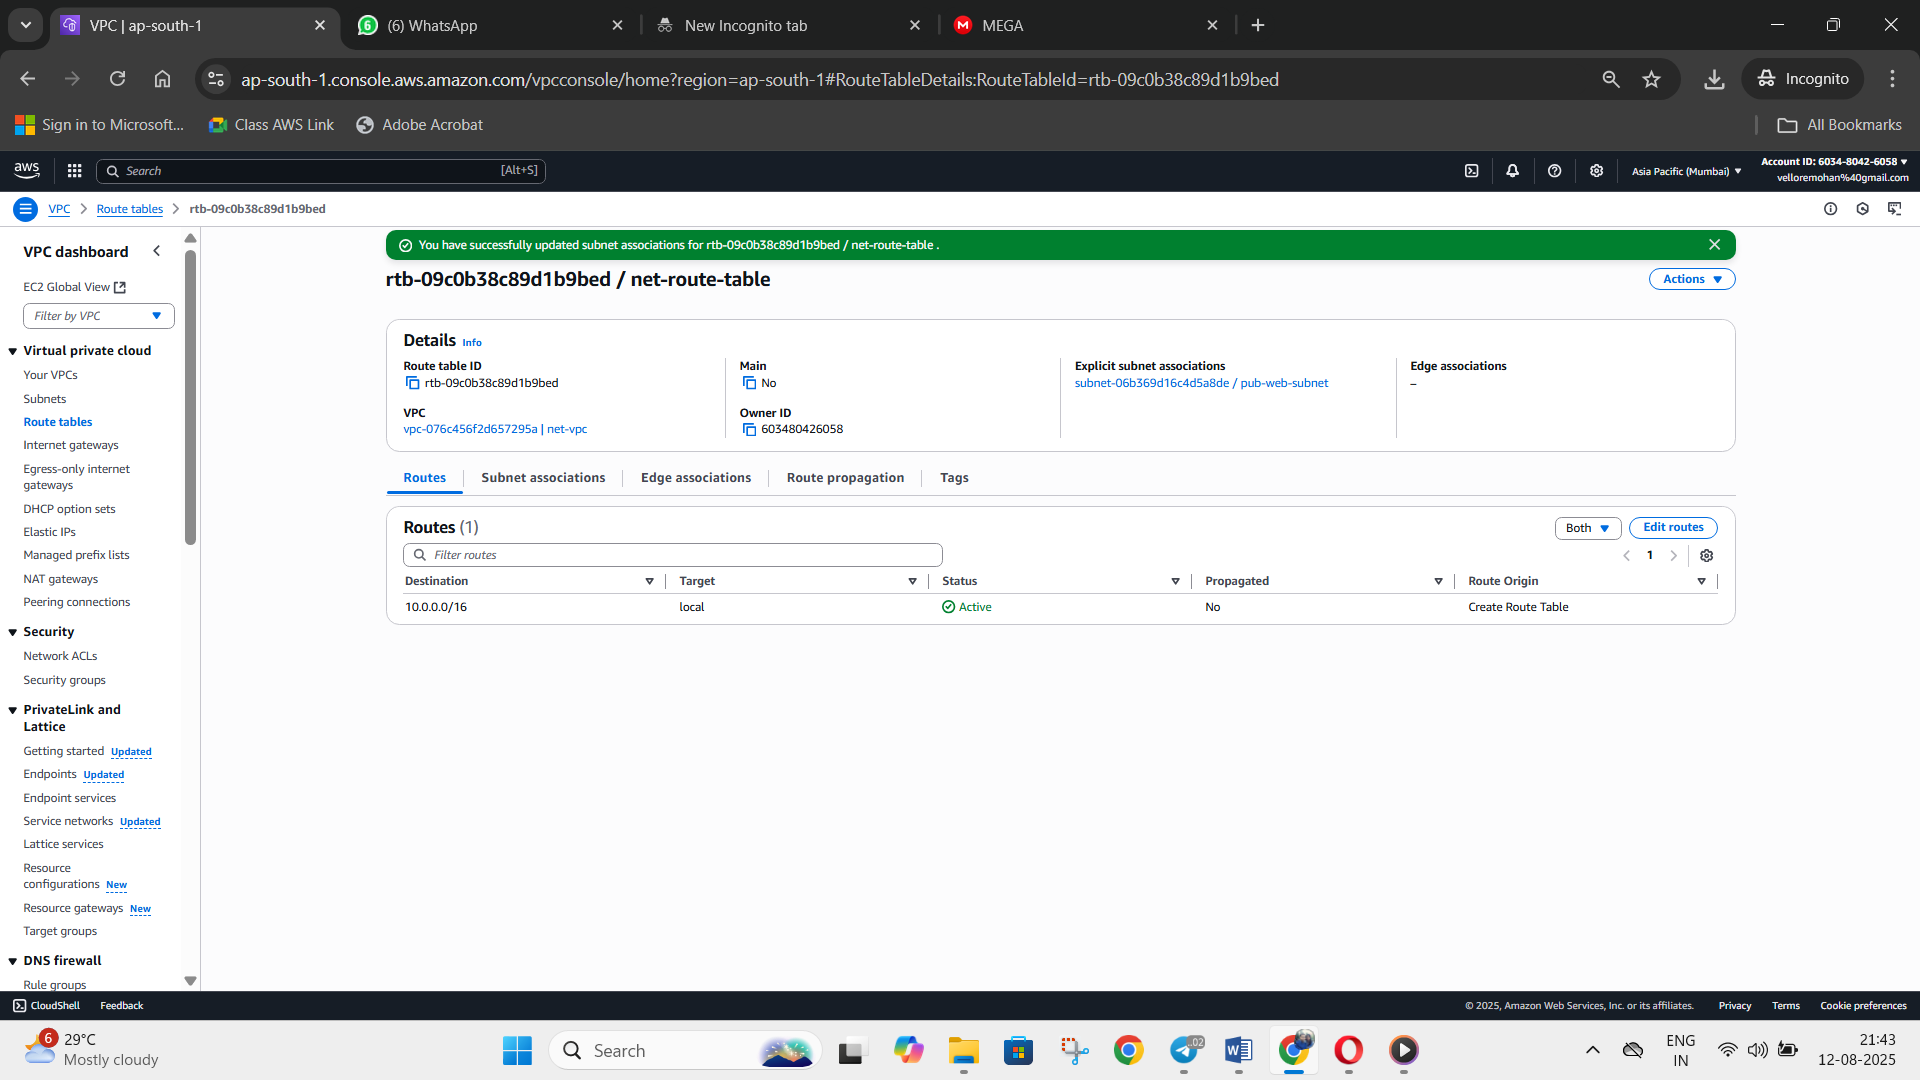 VPC | ap-south-1
6
(6) WhatsApp
New Incognito tab
M
MEGA
ap-south-1.console.aws.amazon.com/vpcconsole/home?region=ap-south-1#RouteTableDetails:RouteTableId=rtb-09c0b38c89d1b9bed
Incognito
Sign in to Microsoft...
Class AWS Link
Adobe Acrobat
All Bookmarks
aws
Search
[Alt+S]
Asia Pacific (Mumbai)
Account ID: 6034-8042-6058
velloremohan%40gmail.com
VPC
Route tables
rtb-09c0b38c89d1b9bed
VPC dashboard
EC2 Global View
Filter by VPC
Virtual private cloud
Your VPCs
Subnets
Route tables
Internet gateways
Egress-only internet
gateways
DHCP option sets
Elastic IPs
Managed prefix lists
NAT gateways
Peering connections
Security
Network ACLs
Security groups
PrivateLink and
Lattice
Getting started Updated
Endpoints Updated
Endpoint services
Service networks Updated
Lattice services
Resource
configurations New
Resource gateways New
Target groups
DNS firewall
Rule groups
You have successfully updated subnet associations for rtb-09c0b38c89d1b9bed / net-route-table .
rtb-09c0b38c89d1b9bed / net-route-table
Actions
Details Info
Route table ID
rtb-09c0b38c89d1b9bed
Main
No
Explicit subnet associations
subnet-06b369d16c4d5a8de / pub-web-subnet
Edge associations
–
VPC
vpc-076c456f2d657295a | net-vpc
Owner ID
603480426058
Routes
Subnet associations
Edge associations
Route propagation
Tags
Routes (1)
Both
Edit routes
Filter routes
1
Destination
Target
Status
Propagated
Route Origin
10.0.0.0/16
local
Active
No
Create Route Table
CloudShell
Feedback
© 2025, Amazon Web Services, Inc. or its affiliates.
Privacy
Terms
Cookie preferences
6
29°C
Mostly cloudy
Search
.02
ENG
IN
21:43
12-08-2025